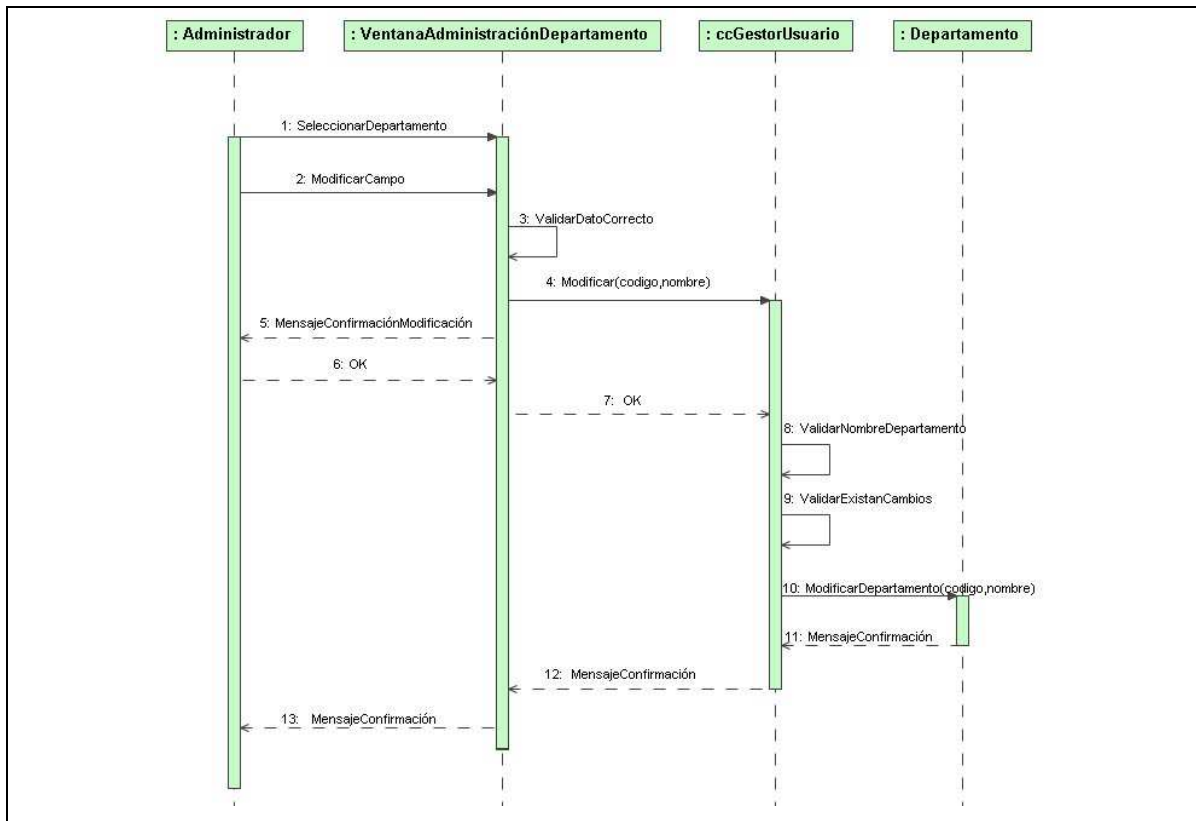 : Administrador
: VentanaAdministraciónDepartamento
: ccGestorUsuario
: Departamento
1: SeleccionarDepartamento
2: ModificarCampo
3: ValidarDatoCorrecto
4: Modificar(codigo,nombre)
5: MensajeConfirmaciónModificación
6: OK
7: OK
8: ValidarNombreDepartamento
9: ValidarExistanCambios
10: ModificarDepartamento(codigo,nombre)
11: MensajeConfirmación
12: MensajeConfirmación
13: MensajeConfirmación